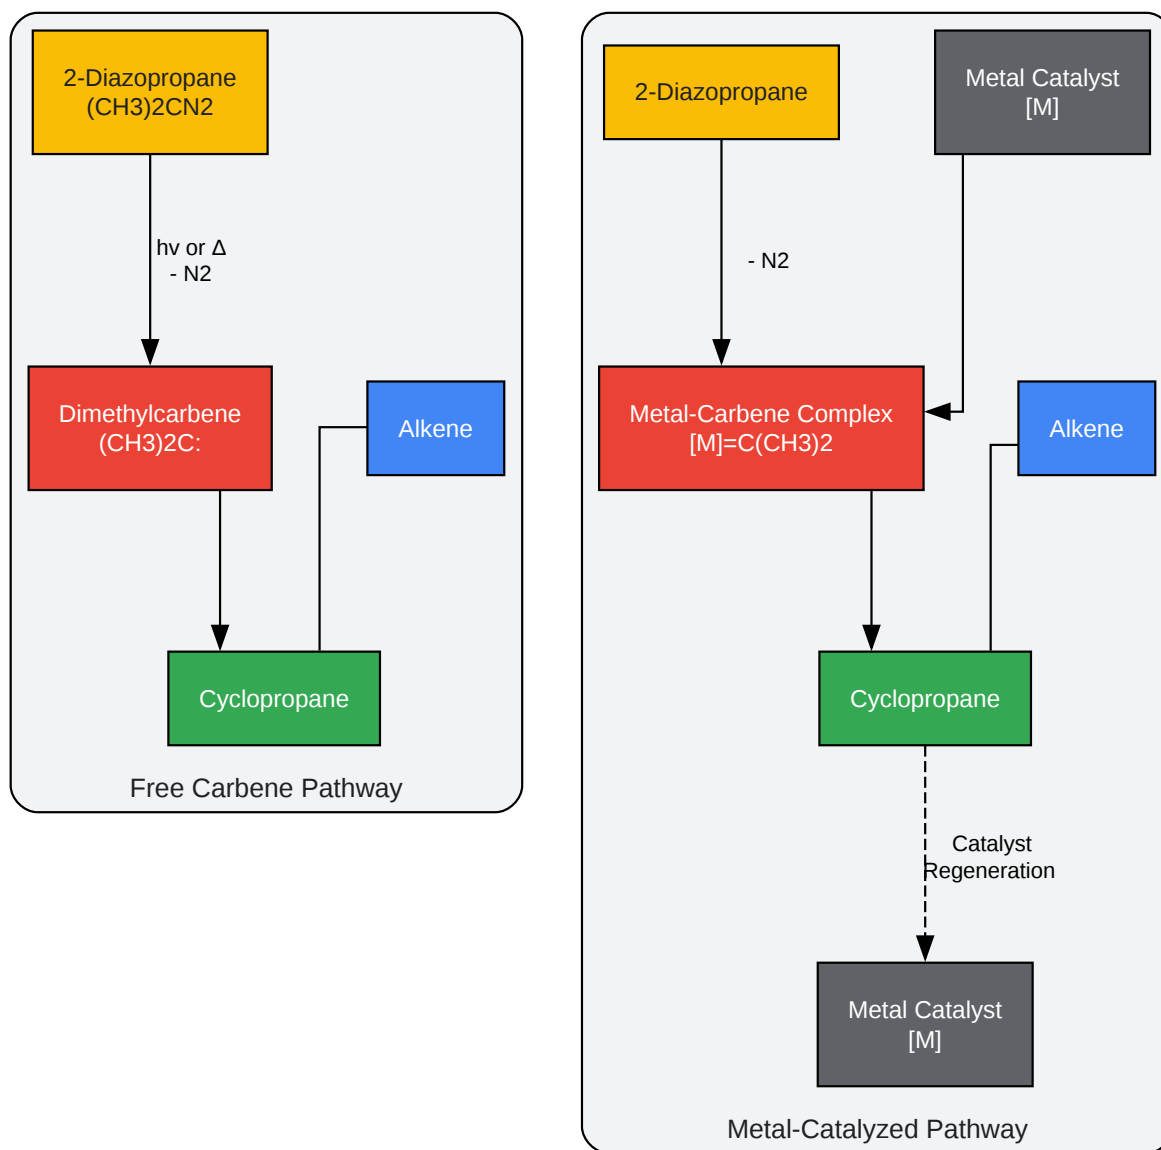 2-Diazopropane
(CH3)2CN2
hv or Δ
- N2
Dimethylcarbene
(CH3)2C:
Alkene
Cyclopropane
Free Carbene Pathway
2-Diazopropane
Metal Catalyst
[M]
- N2
Metal-Carbene Complex
[M]=C(CH3)2
Alkene
Cyclopropane
Catalyst
Regeneration
Metal Catalyst
[M]
Metal-Catalyzed Pathway